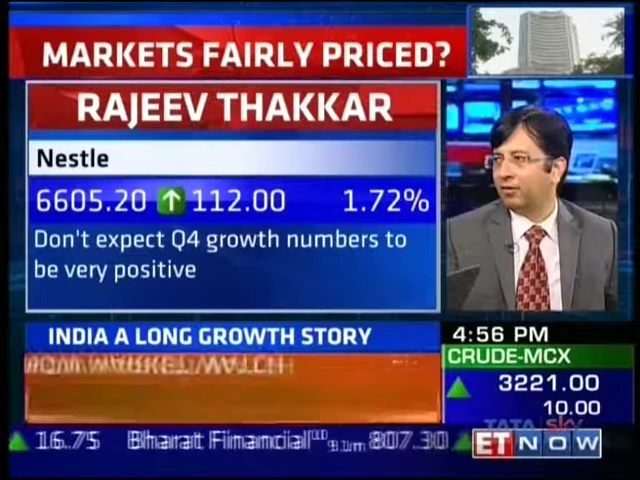 MARKETS FAIRLY PRICED?
RAJEEV THAKKAR
Nestle
6605.20 112.00 1.72%
Don't expect Q4 growth numbers to
be very positive
INDIA A LONG GROWTH STORY
4:56 PM
CRUDE-MCX
3221.00
10.00
TATA sky
16.75 Bharat Financial 807.30
ET NOW